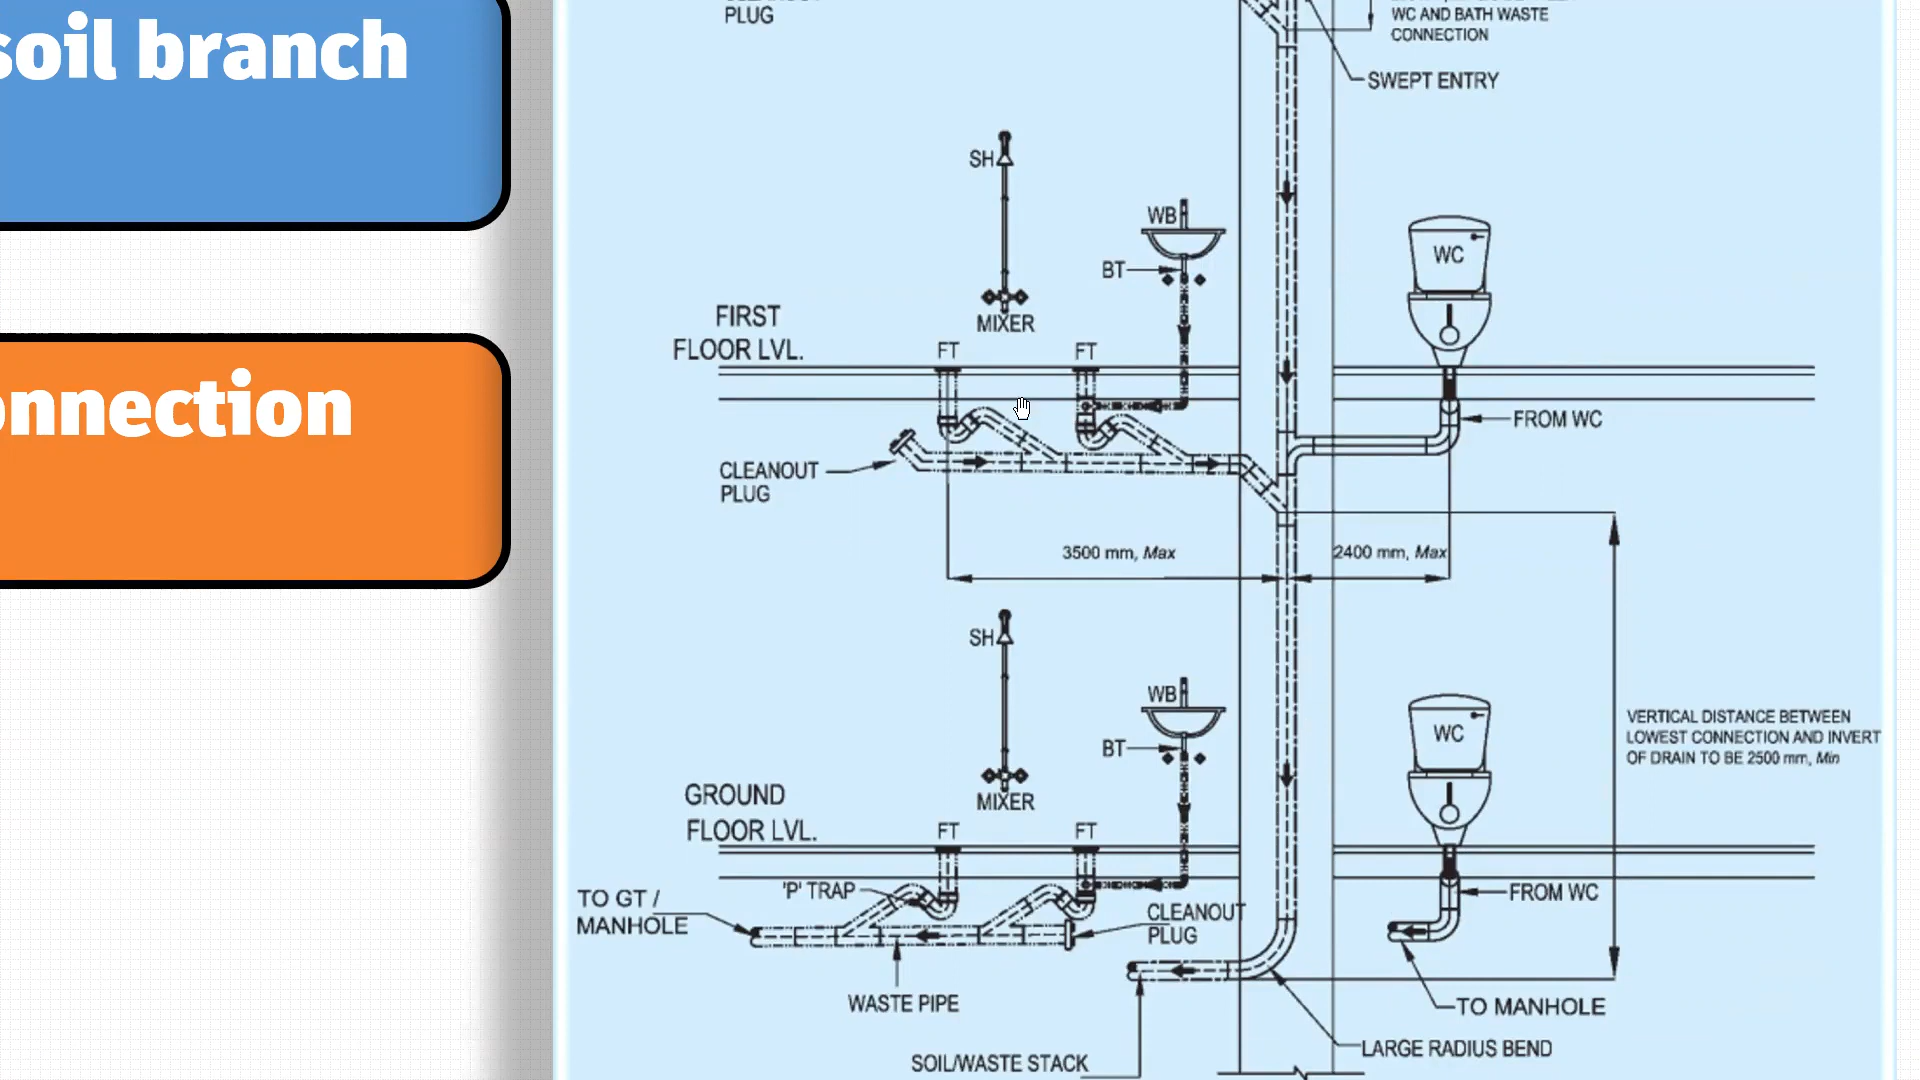 soil branch
onnection
PLUG
WC AND BATH WASTE
CONNECTION
SWEPT ENTRY
SH
WB
BT
WC
MIXER
FIRST
FLOOR LVL.
FT
FT
FROM WC
CLEANOUT
PLUG
3500 mm, Max
2400 mm, Max
SH
WB
BT
WC
MIXER
VERTICAL DISTANCE BETWEEN
LOWEST CONNECTION AND INVERT
OF DRAIN TO BE 2500 mm, Min
GROUND
FLOOR LVL.
FT
FT
'P' TRAP
FROM WC
TO GT /
MANHOLE
CLEANOUT
PLUG
WASTE PIPE
TO MANHOLE
LARGE RADIUS BEND
SOIL/WASTE STACK